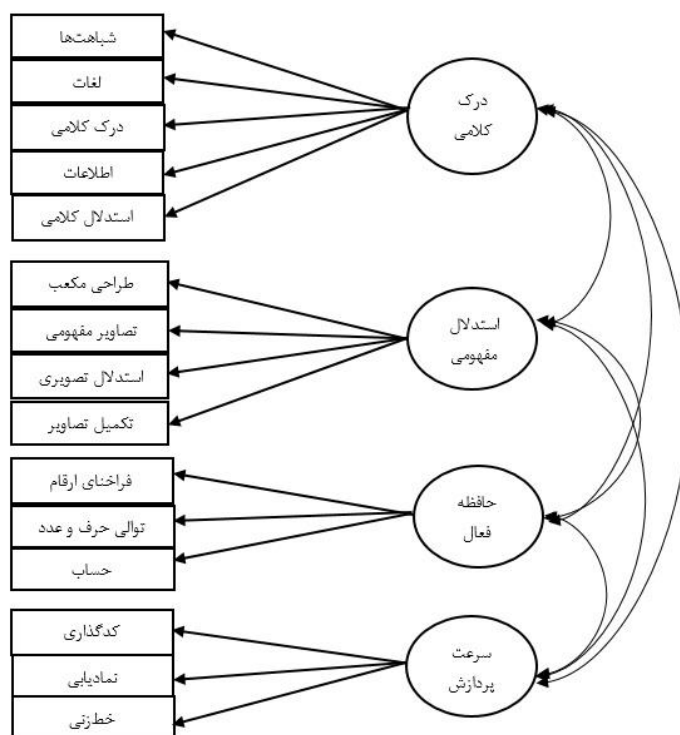 شباهت‌ها
لغات
درک کلامی
اطلاعات
استدلال کلامی
درک
کلامی
طراحی مکعب
تصاویر مفهومی
استدلال تصویری
تکمیل تصاویر
استدلال
مفهومی
فراخنای ارقام
توالی حرف و عدد
حساب
حافظه
فعال
کدگذاری
نمادیابی
خط‌زنی
سرعت
پردازش